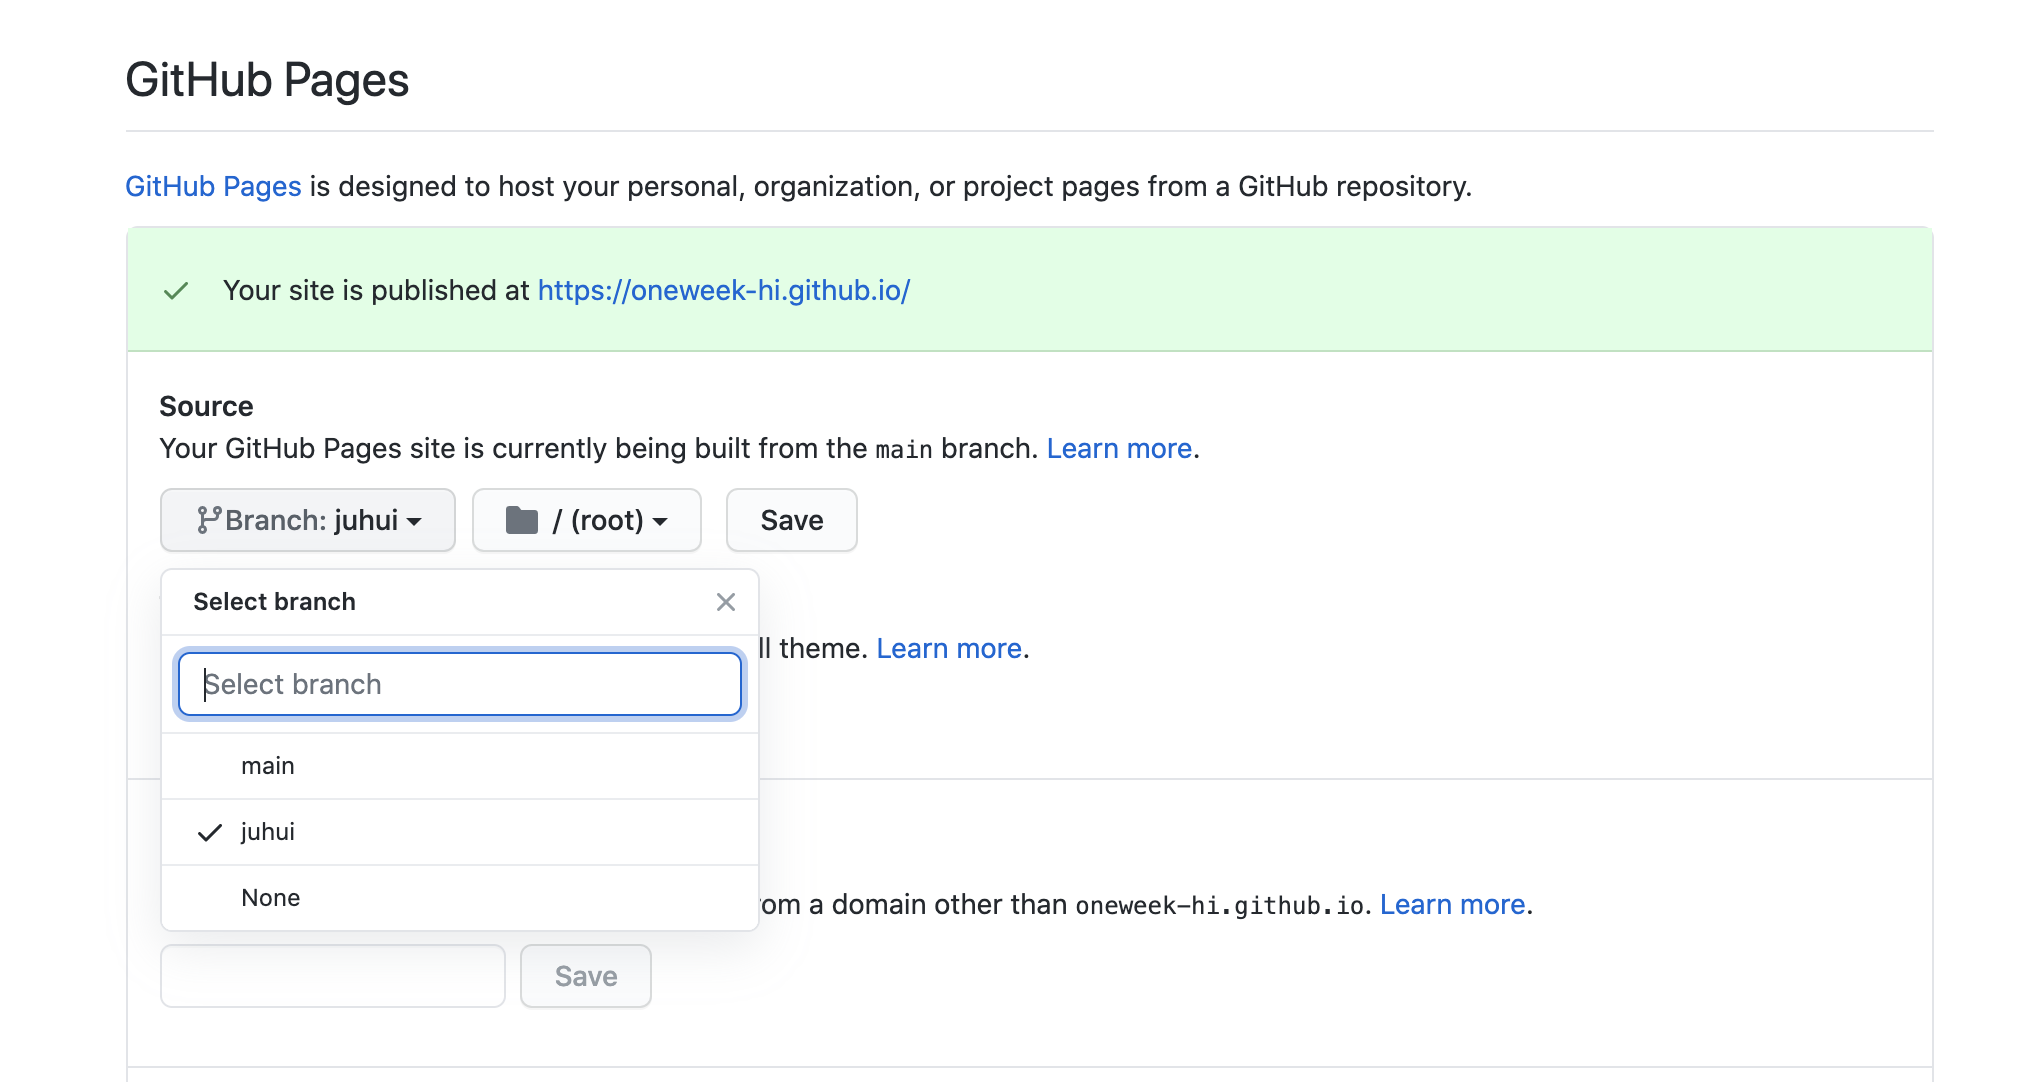 GitHub Pages
GitHub Pages is designed to host your personal, organization, or project pages from a GitHub repository.
Your site is published at https://oneweek-hi.github.io/
Source
Your GitHub Pages site is currently being built from the main branch. Learn more.
Branch: juhui / (root) Save
Select branch
ll theme. Learn more.
Select branch
main
juhui
None
om a domain other than oneweek-hi.github.io. Learn more.
Save